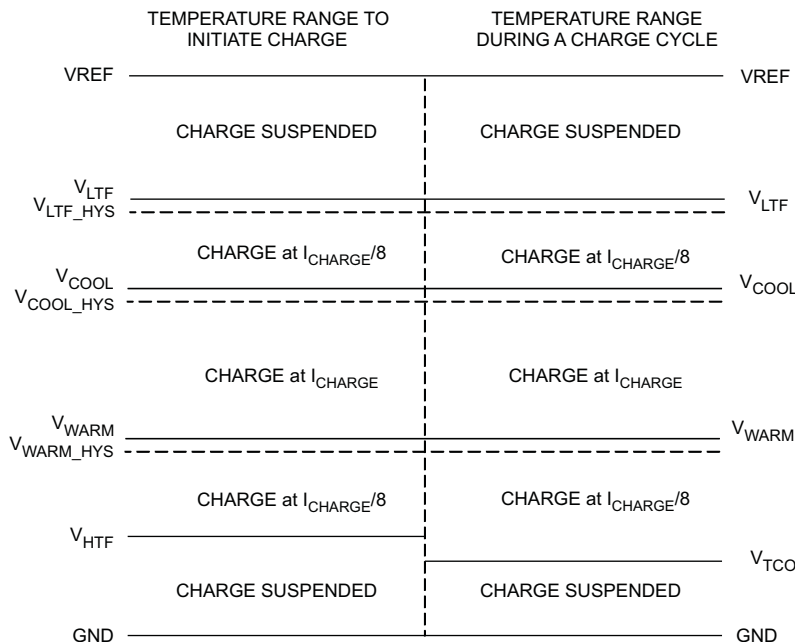 TEMPERATURE RANGE TO
INITIATE CHARGE
TEMPERATURE RANGE
DURING A CHARGE CYCLE
VREF
VREF
CHARGE SUSPENDED
CHARGE SUSPENDED
VLTF
VLTF_HYS
VLTF
CHARGE at ICHARGE/8
CHARGE at ICHARGE/8
VCOOL
VCOOL_HYS
VCOOL
CHARGE at ICHARGE
CHARGE at ICHARGE
VWARM
VWARM_HYS
VWARM
CHARGE at ICHARGE/8
CHARGE at ICHARGE/8
VHTF
VTCO
CHARGE SUSPENDED
CHARGE SUSPENDED
GND
GND